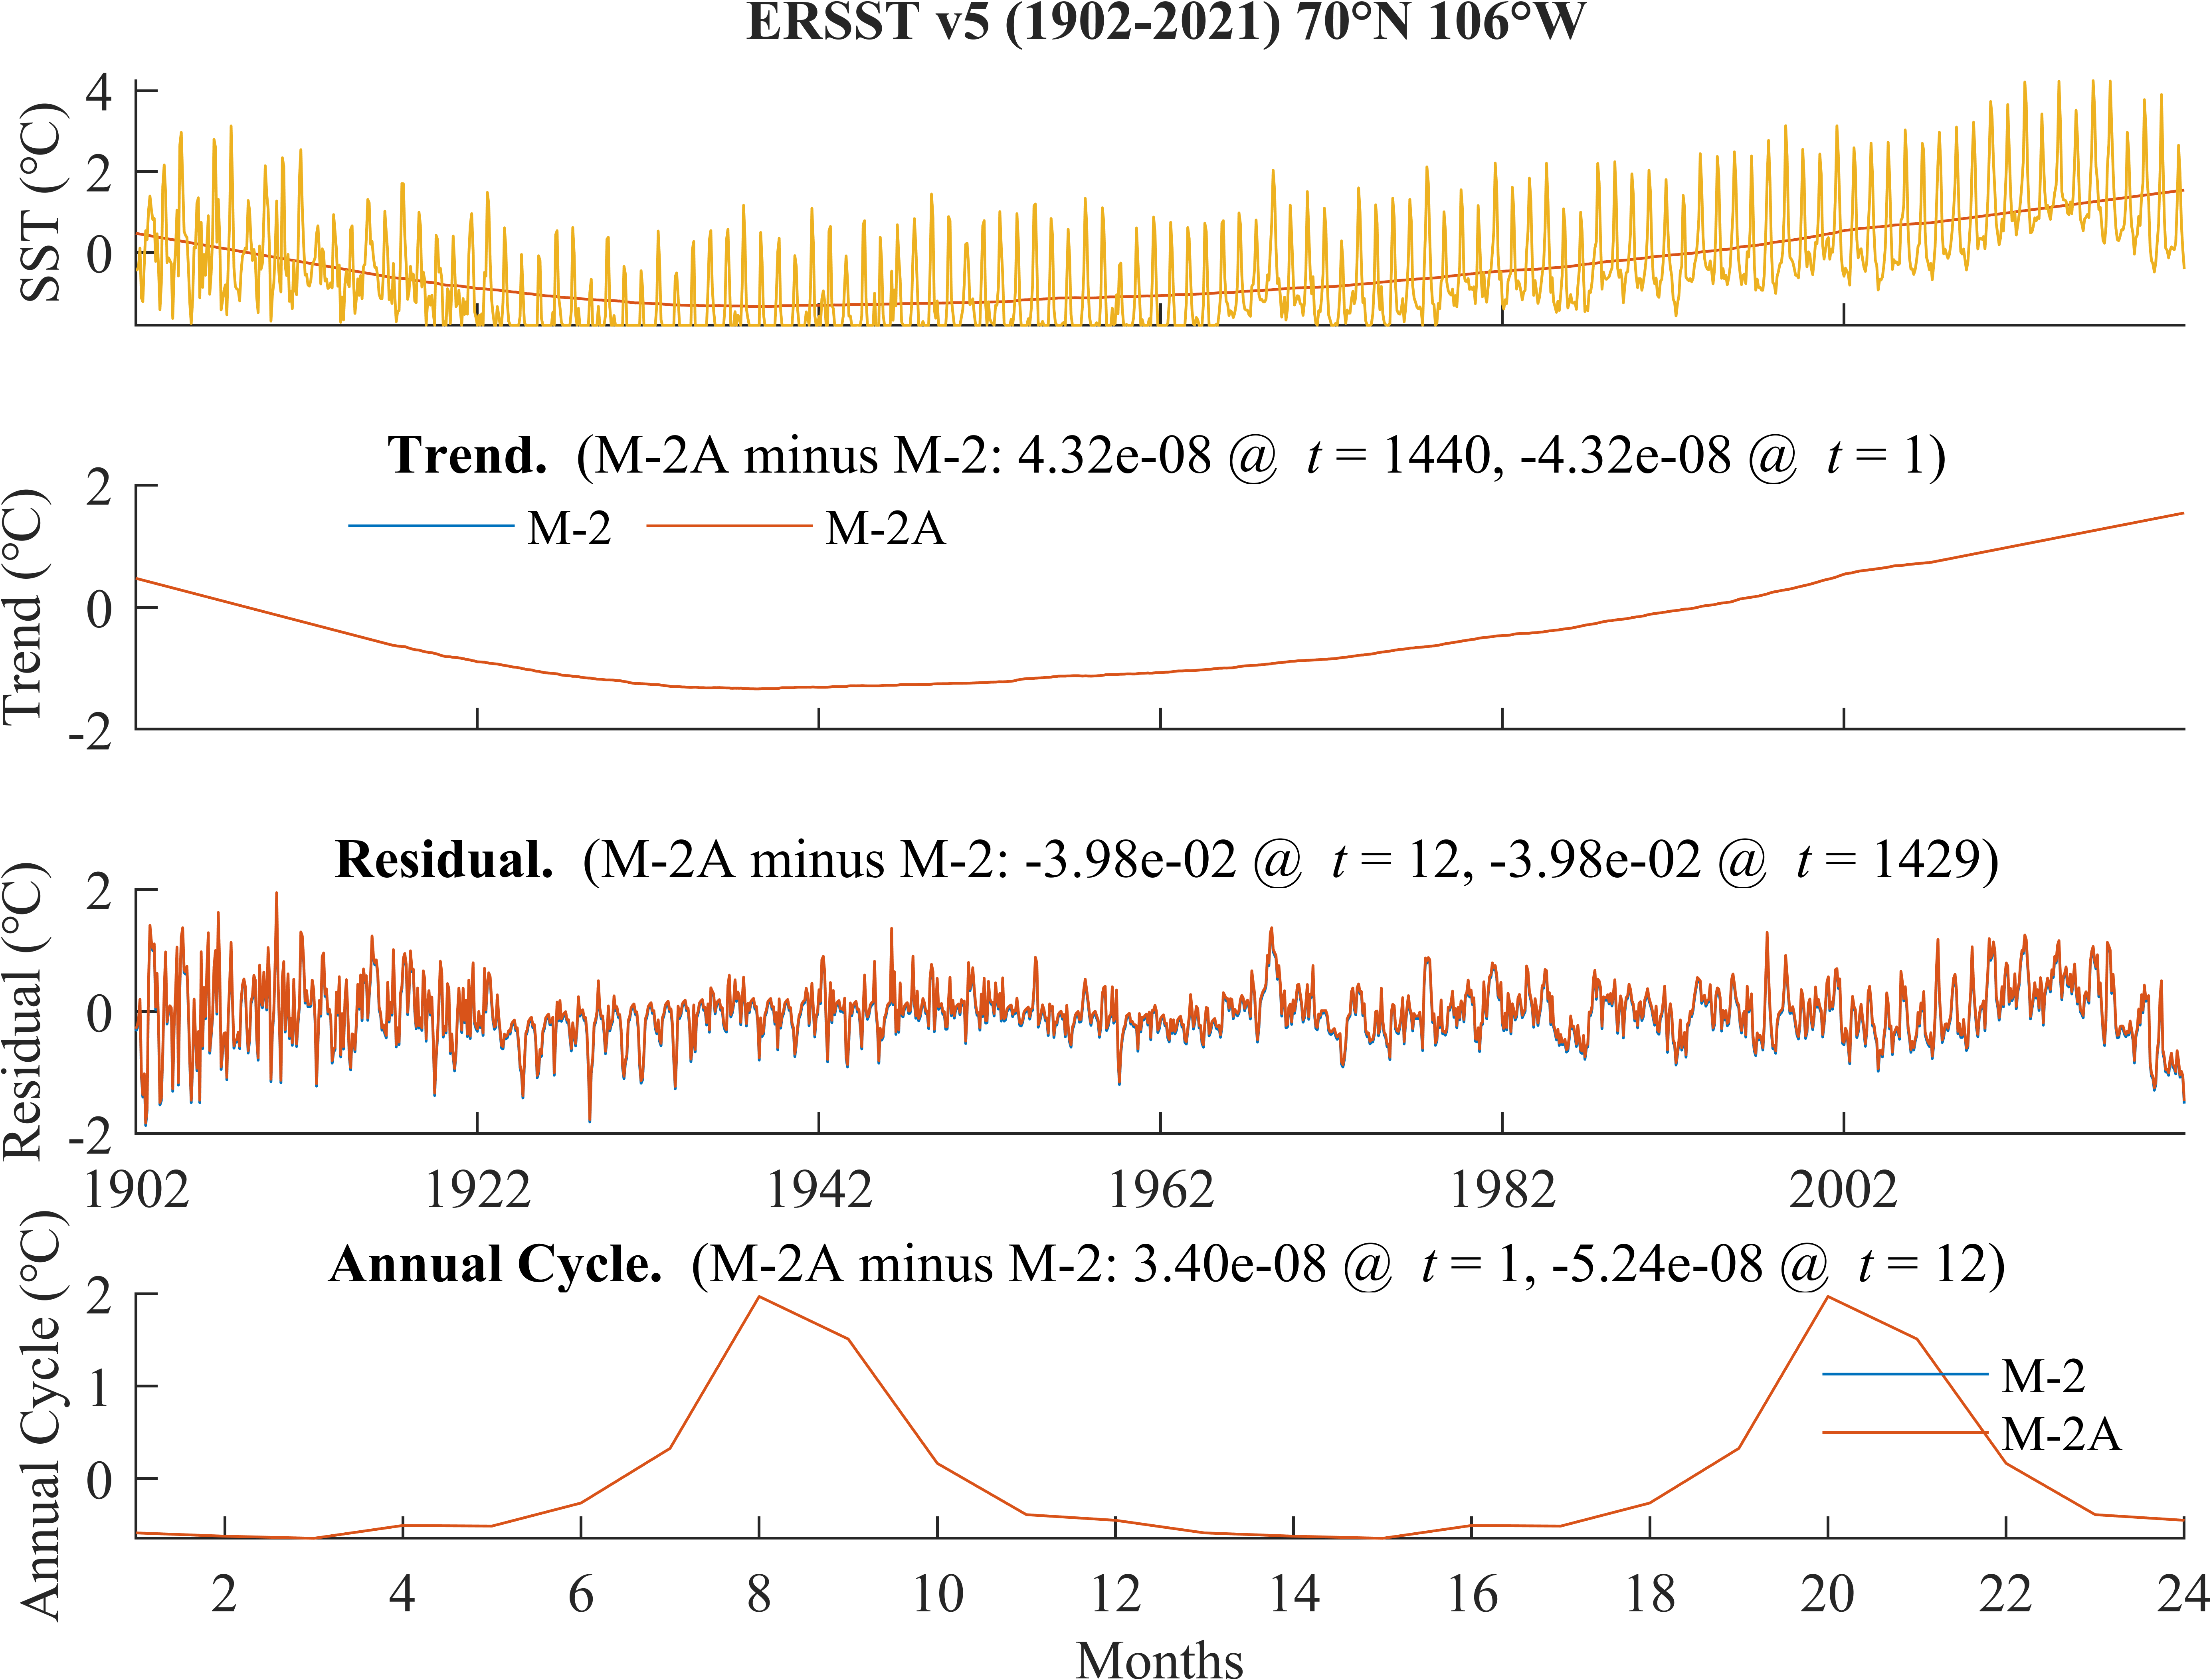 ERSST v5 (1902-2021) 70°N 106°W
SST (°C)
4
2
0
Trend. (M-2A minus M-2: 4.32e-08 @ t = 1440, -4.32e-08 @ t = 1)
Trend (°C)
2
0
-2
M-2 M-2A
Residual. (M-2A minus M-2: -3.98e-02 @ t = 12, -3.98e-02 @ t = 1429)
Residual (°C)
2
0
-2
1902 1922 1942 1962 1982 2002
Annual Cycle. (M-2A minus M-2: 3.40e-08 @ t = 1, -5.24e-08 @ t = 12)
Annual Cycle (°C)
2
1
0
M-2
M-2A
2 4 6 8 10 12 14 16 18 20 22 24
Months